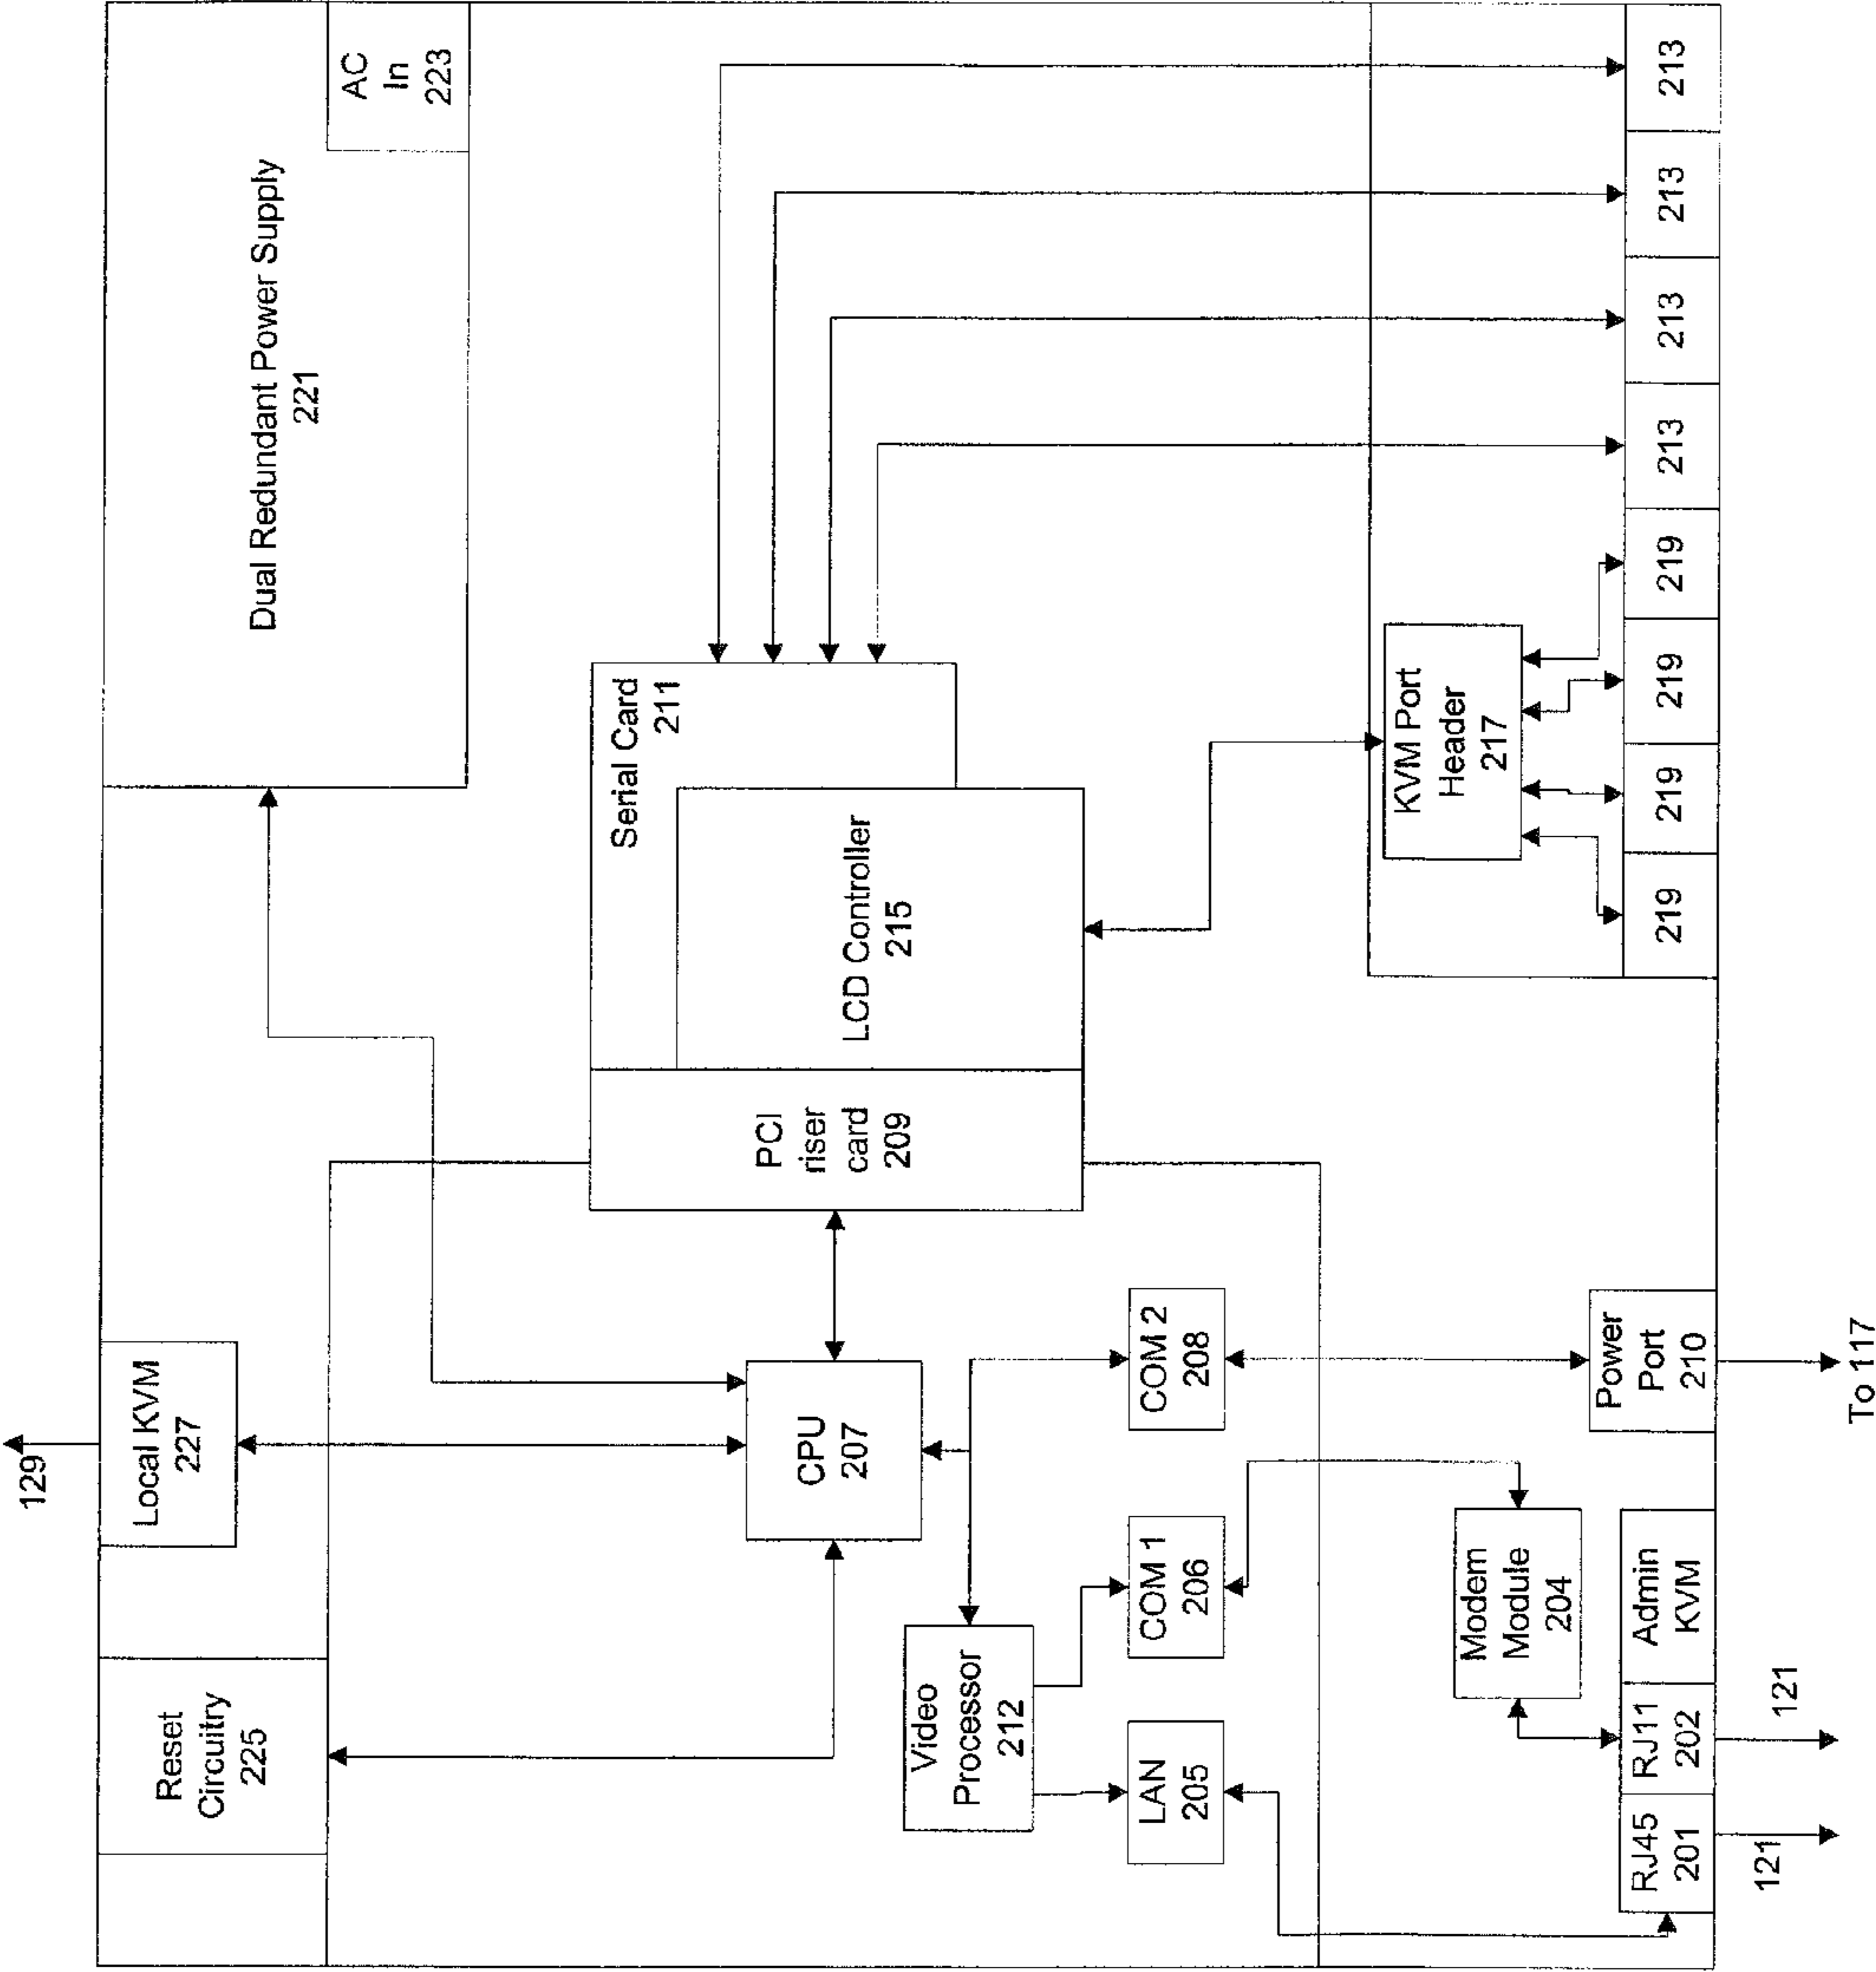 129
Reset
Circuitry
225
Local KVM
227
Dual Redundant Power Supply
221
AC
In
223
Serial Card
211
PCI
riser
card
209
LCD Controller
215
CPU
207
Video
Processor
212
LAN
205
COM 1
206
COM 2
208
KVM Port
Header
217
Modem
Module
204
Power
Port
210
RJ45
201
RJ11
202
Admin
KVM
219
219
219
219
213
213
213
213
121
121
To 117